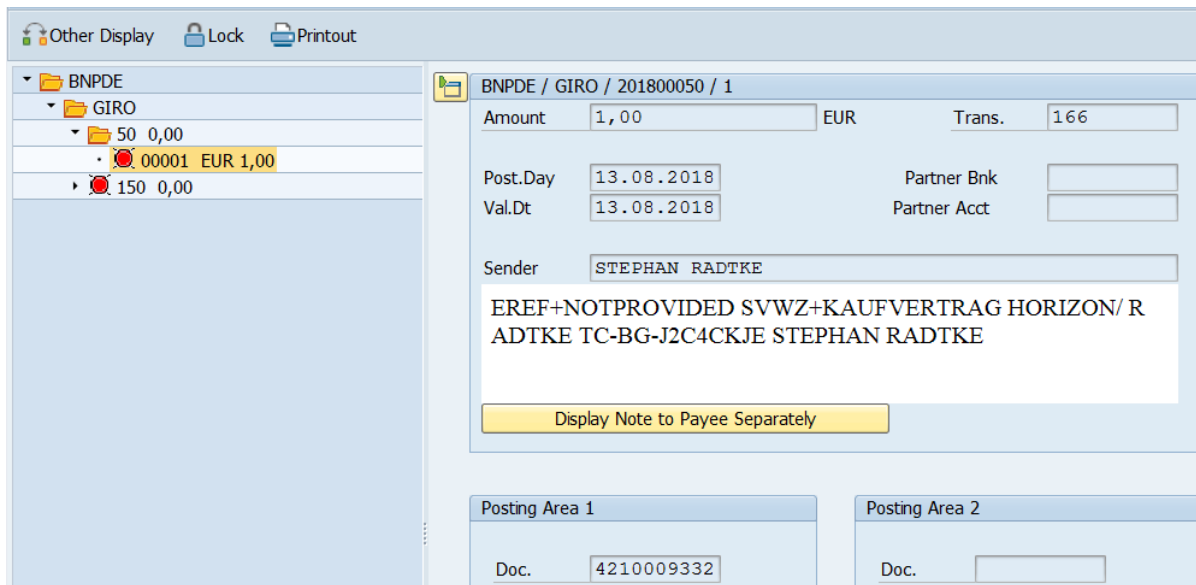 Other Display Lock Printout
BNPDE
GIRO
50 0,00
00001 EUR 1,00
150 0,00
BNPDE / GIRO / 201800050 / 1
Amount 1,00 EUR Trans. 166
Post.Day 13.08.2018 Partner Bnk
Val.Dt 13.08.2018 Partner Acct
Sender STEPHAN RADTKE
EREF+NOTPROVIDED SVWZ+KAUFVERTRAG HORIZON/ R
ADTKE TC-BG-J2C4CKJE STEPHAN RADTKE
Display Note to Payee Separately
Posting Area 1 Posting Area 2
Doc. 4210009332 Doc.